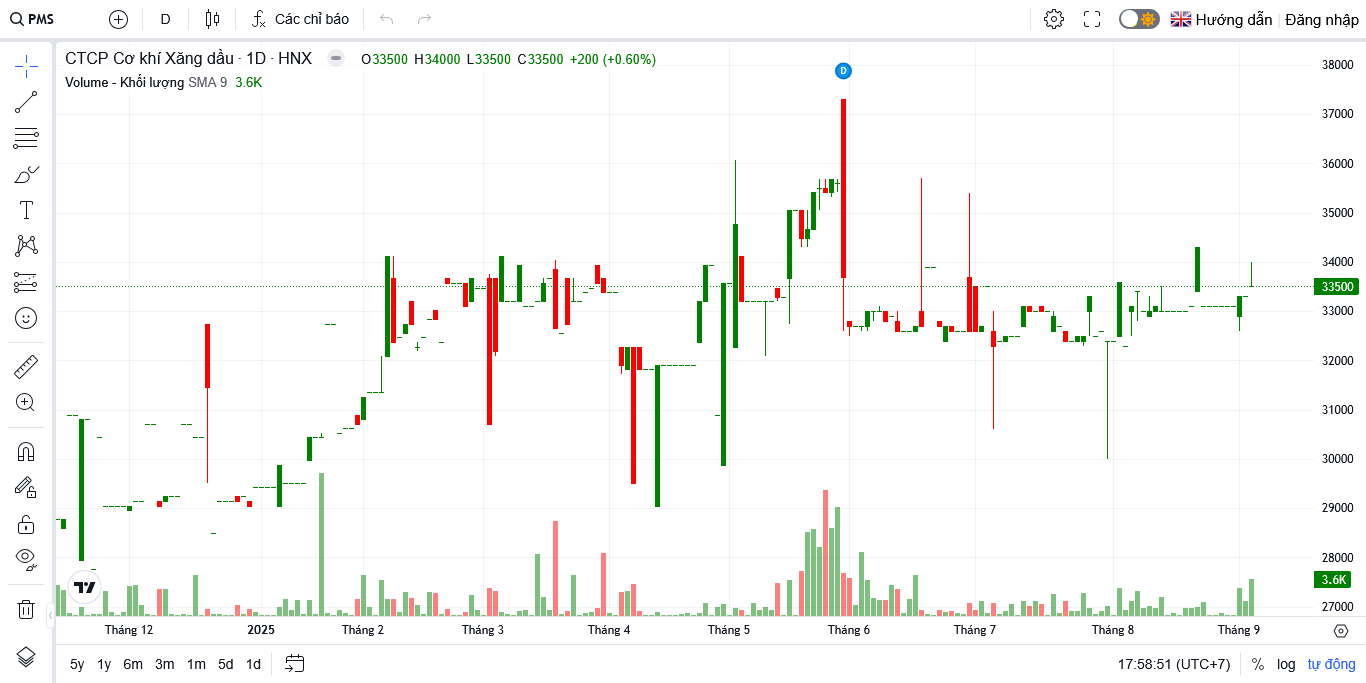 PMS D Các chỉ báo Hướng dẫn Đăng nhập
CTCP Cơ khí Xăng dầu · 1D · HNX O33500 H34000 L33500 C33500 +200 (+0.60%)
Volume - Khối lượng SMA 9 3.6K
D
38000
37000
36000
35000
34000
33500
33000
32000
31000
30000
29000
28000
3.6K
27000
Tháng 12 2025 Tháng 2 Tháng 3 Tháng 4 Tháng 5 Tháng 6 Tháng 7 Tháng 8 Tháng 9
5y 1y 6m 3m 1m 5d 1d 17:58:51 (UTC+7) % log tự động